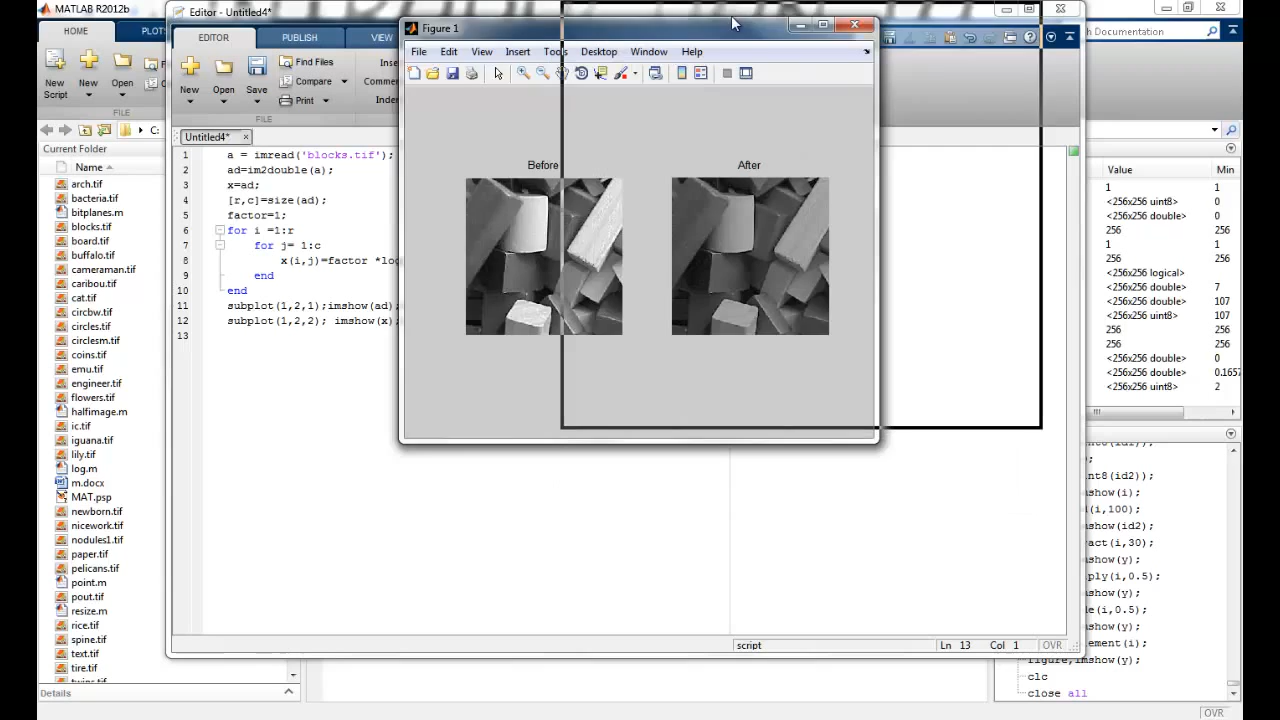 MATLAB R2012b
HOME
PLOTS
New Script
New
Open
FILE
C:
Current Folder
Name
arch.tif
bacteria.tif
bitplanes.m
blocks.tif
board.tif
buffalo.tif
cameraman.tif
caribou.tif
cat.tif
circbw.tif
circles.tif
circlesm.tif
coins.tif
emu.tif
engineer.tif
flowers.tif
halfimage.m
ic.tif
iguana.tif
lily.tif
log.m
m.docx
MAT.psp
newborn.tif
nicework.tif
nodules1.tif
paper.tif
pelicans.tif
point.m
pout.tif
resize.m
rice.tif
spine.tif
text.tif
tire.tif
twins.tif
Details
Editor - Untitled4*
EDITOR
PUBLISH
VIEW
New
Open
Save
Find Files
Compare
Print
FILE
Inse
Comme
Inden
Untitled4* ×
1 a = imread('blocks.tif');
2 ad=im2double(a);
3 x=ad;
4 [r,c]=size(ad);
5 factor=1;
6 for i =1:r
7 for j= 1:c
8 x(i,j)=factor *log
9 end
10 end
11 subplot(1,2,1);imshow(ad);
12 subplot(1,2,2); imshow(x);
13
script
Ln 13 Col 1
OVR
Figure 1
File Edit View Insert Tools Desktop Window Help
Before
After
h Documentation
Value Min
1 1
<256x256 uint8> 0
<256x256 double> 0
256 256
1 1
256 256
<256x256 logical>
<256x256 double> 7
<256x256 double> 107
<256x256 uint8> 107
256 256
256 256
<256x256 double> 0
<256x256 double> 0.1657
<256x256 uint8> 2
nt8(id2));
mshow(i);
d(i,100);
mshow(id2);
ract(i,30);
mshow(y);
ply(i,0.5);
mshow(y);
de(i,0.5);
mshow(y);
lement(i);
figure,imshow(y);
clc
close all
OVR